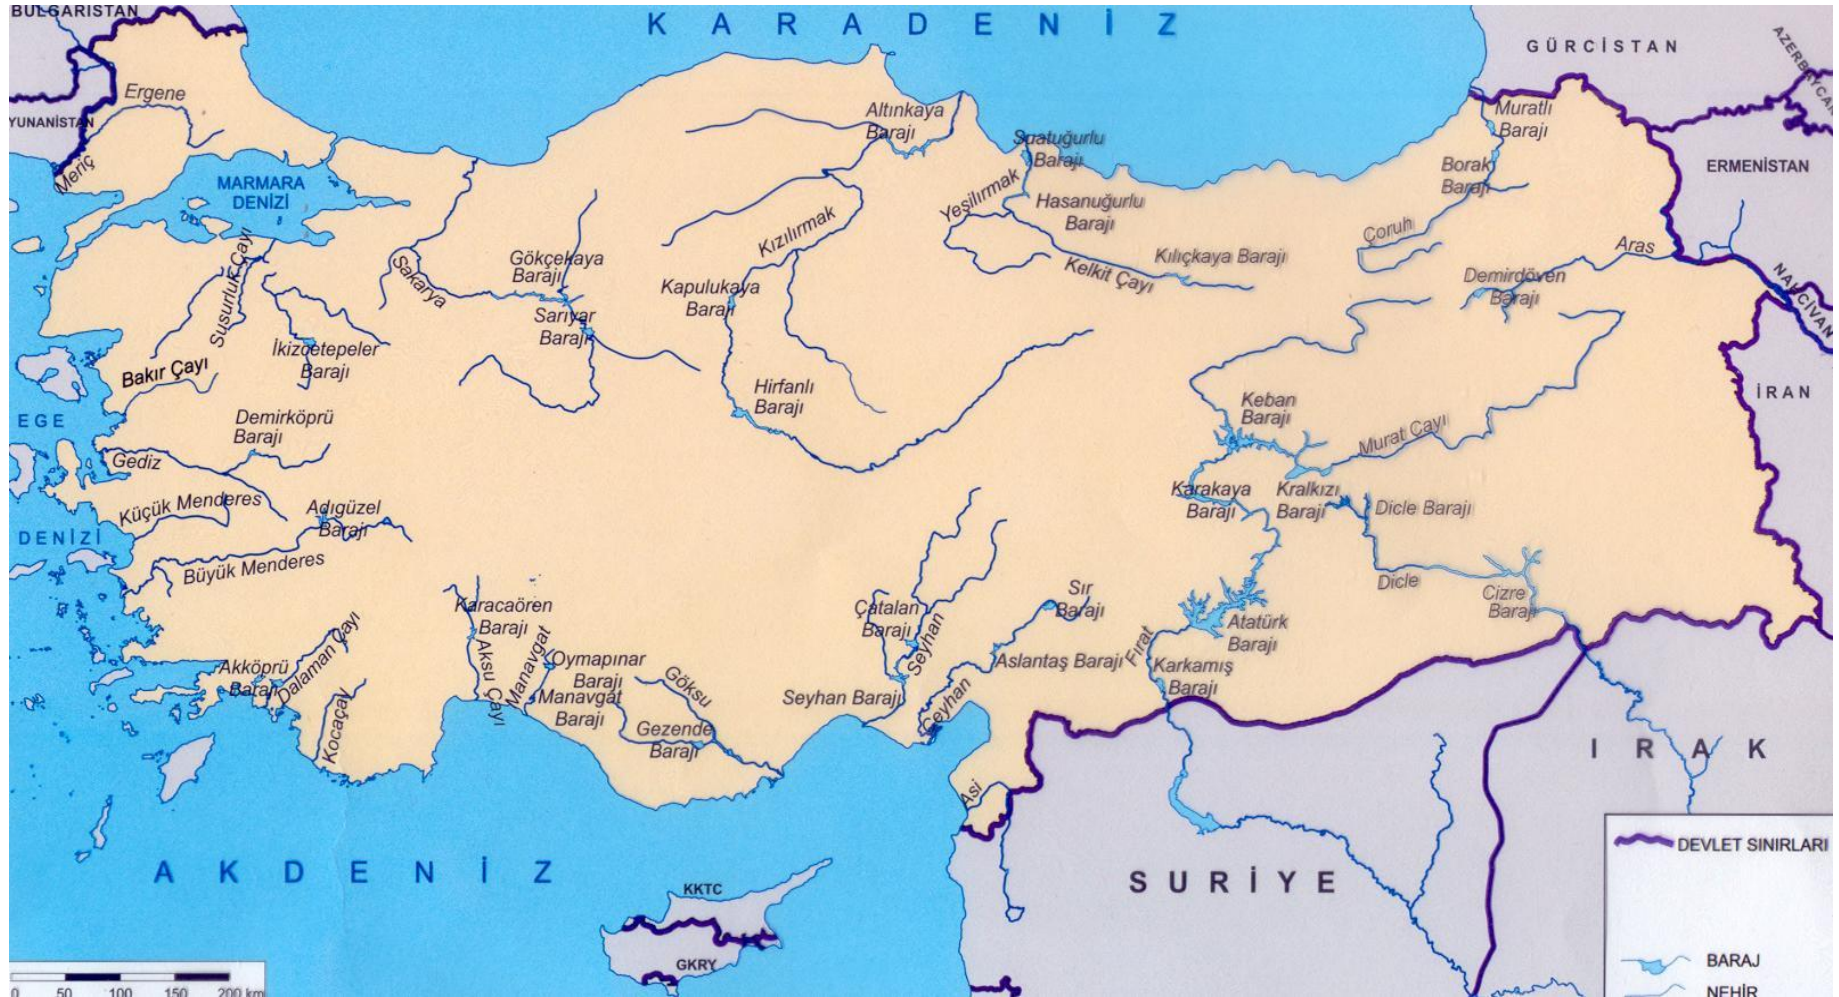 BULGARİSTAN
K A R A D E N İ Z
GÜRCİSTAN
AZERBAYCAN
YUNANİSTAN
Ergene
Meriç
MARMARA
DENİZİ
Altınkaya
Barajı
Suatuğurlu
Barajı
Muratlı
Barajı
Borak
Barajı
ERMENİSTAN
Yeşilırmak
Hasanuğurlu
Barajı
Kızılırmak
Çoruh
Aras
Susurluk Çayı
Sakarya
Gökçekaya
Barajı
Kapulukaya
Barajı
Kelkit Çayı
Kılıçkaya Barajı
Demirdöven
Barajı
NAHCİVAN
Sarıyar
Barajı
İkizcetepeler
Barajı
Bakır Çayı
Hirfanlı
Barajı
Keban
Barajı
İRAN
EGE
DENİZİ
Demirköprü
Barajı
Gediz
Murat Çayı
Küçük Menderes
Adıgüzel
Barajı
Karakaya
Barajı
Kralkızı
Barajı
Dicle Barajı
Büyük Menderes
Dicle
Cizre
Barajı
Karacaören
Barajı
Çatalan
Barajı
Sır
Barajı
Atatürk
Barajı
Akköprü
Barajı
Dalaman Çayı
Aksu Çayı
Manavgat
Oymapınar
Barajı
Manavgat
Barajı
Göksu
Seyhan
Seyhan Barajı
Ceyhan
Aslantaş Barajı
Fırat
Karkamış
Barajı
Kocaçay
Gezende
Barajı
Asi
I R A K
A K D E N İ Z
SURİYE
KKTC
GKRY
DEVLET SINIRLARI
BARAJ
NEHİR
0 50 100 150 200 km